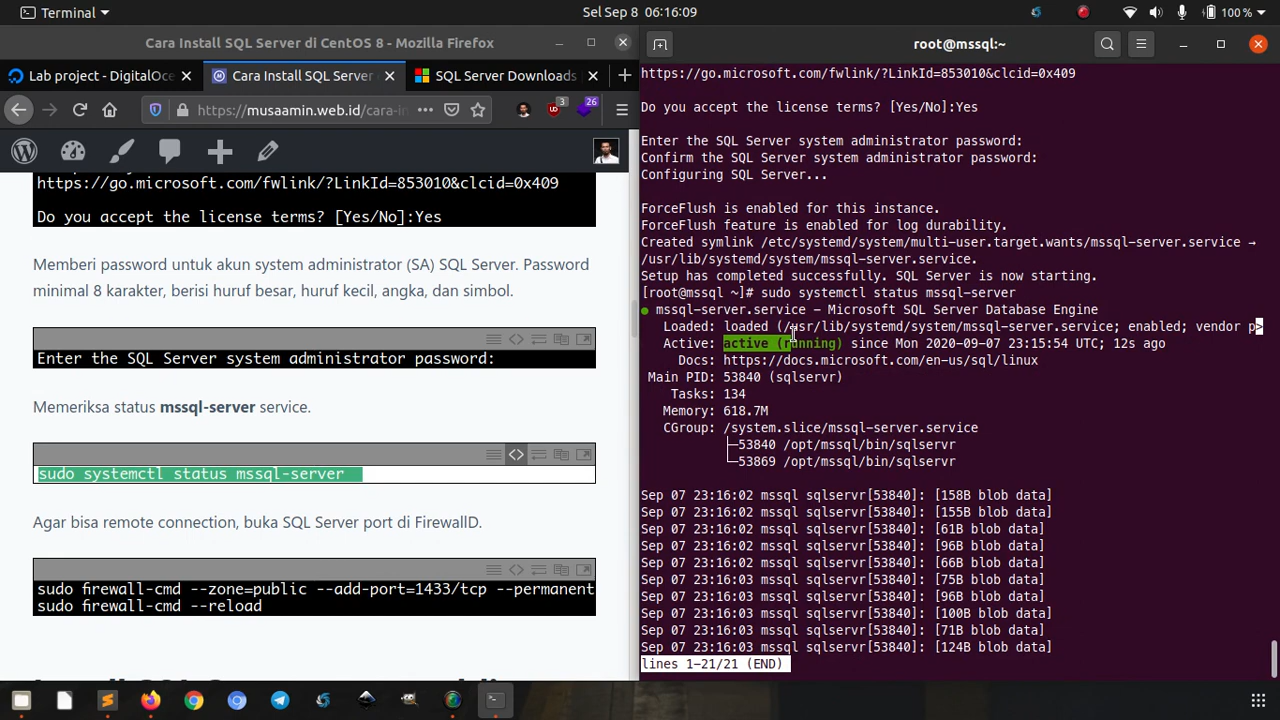 Terminal
Sel Sep 8 06:16:09
100 %
Cara Install SQL Server di CentOS 8 - Mozilla Firefox
Lab project - DigitalOce
Cara Install SQL Server
SQL Server Downloads
https://musaamin.web.id/cara-i
3
26
https://go.microsoft.com/fwlink/?LinkId=853010&clcid=0x409
Do you accept the license terms? [Yes/No]:Yes
Memberi password untuk akun system administrator (SA) SQL Server. Password
minimal 8 karakter, berisi huruf besar, huruf kecil, angka, dan simbol.
Enter the SQL Server system administrator password:
Memeriksa status mssql-server service.
sudo systemctl status mssql-server
Agar bisa remote connection, buka SQL Server port di FirewallD.
sudo firewall-cmd --zone=public --add-port=1433/tcp --permanent
sudo firewall-cmd --reload
root@mssql:~
https://go.microsoft.com/fwlink/?LinkId=853010&clcid=0x409
Do you accept the license terms? [Yes/No]:Yes
Enter the SQL Server system administrator password:
Confirm the SQL Server system administrator password:
Configuring SQL Server...
ForceFlush is enabled for this instance.
ForceFlush feature is enabled for log durability.
Created symlink /etc/systemd/system/multi-user.target.wants/mssql-server.service →
/usr/lib/systemd/system/mssql-server.service.
Setup has completed successfully. SQL Server is now starting.
[root@mssql ~]# sudo systemctl status mssql-server
● mssql-server.service - Microsoft SQL Server Database Engine
Loaded: loaded (/usr/lib/systemd/system/mssql-server.service; enabled; vendor p>
Active: active (running) since Mon 2020-09-07 23:15:54 UTC; 12s ago
Docs: https://docs.microsoft.com/en-us/sql/linux
Main PID: 53840 (sqlservr)
Tasks: 134
Memory: 618.7M
CGroup: /system.slice/mssql-server.service
├─53840 /opt/mssql/bin/sqlservr
└─53869 /opt/mssql/bin/sqlservr
Sep 07 23:16:02 mssql sqlservr[53840]: [158B blob data]
Sep 07 23:16:02 mssql sqlservr[53840]: [155B blob data]
Sep 07 23:16:02 mssql sqlservr[53840]: [61B blob data]
Sep 07 23:16:02 mssql sqlservr[53840]: [96B blob data]
Sep 07 23:16:02 mssql sqlservr[53840]: [66B blob data]
Sep 07 23:16:03 mssql sqlservr[53840]: [75B blob data]
Sep 07 23:16:03 mssql sqlservr[53840]: [96B blob data]
Sep 07 23:16:03 mssql sqlservr[53840]: [100B blob data]
Sep 07 23:16:03 mssql sqlservr[53840]: [71B blob data]
Sep 07 23:16:03 mssql sqlservr[53840]: [124B blob data]
lines 1-21/21 (END)